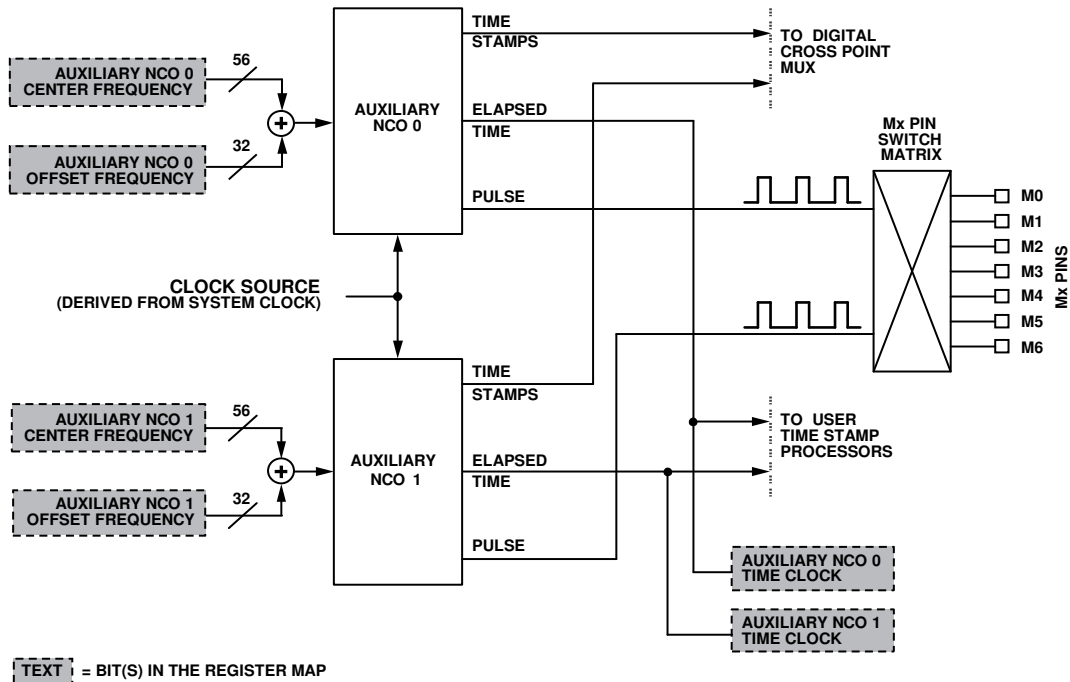 TIME
STAMPS
TO DIGITAL
CROSS POINT
MUX
AUXILIARY NCO 0
CENTER FREQUENCY
56
AUXILIARY
NCO 0
ELAPSED
TIME
Mx PIN
SWITCH
MATRIX
AUXILIARY NCO 0
OFFSET FREQUENCY
32
PULSE
M0
M1
M2
M3
M4
M5
M6
Mx PINS
CLOCK SOURCE
(DERIVED FROM SYSTEM CLOCK)
TIME
STAMPS
AUXILIARY NCO 1
CENTER FREQUENCY
56
TO USER
TIME STAMP
PROCESSORS
AUXILIARY
NCO 1
ELAPSED
TIME
AUXILIARY NCO 1
OFFSET FREQUENCY
32
PULSE
AUXILIARY NCO 0
TIME CLOCK
AUXILIARY NCO 1
TIME CLOCK
TEXT = BIT(S) IN THE REGISTER MAP